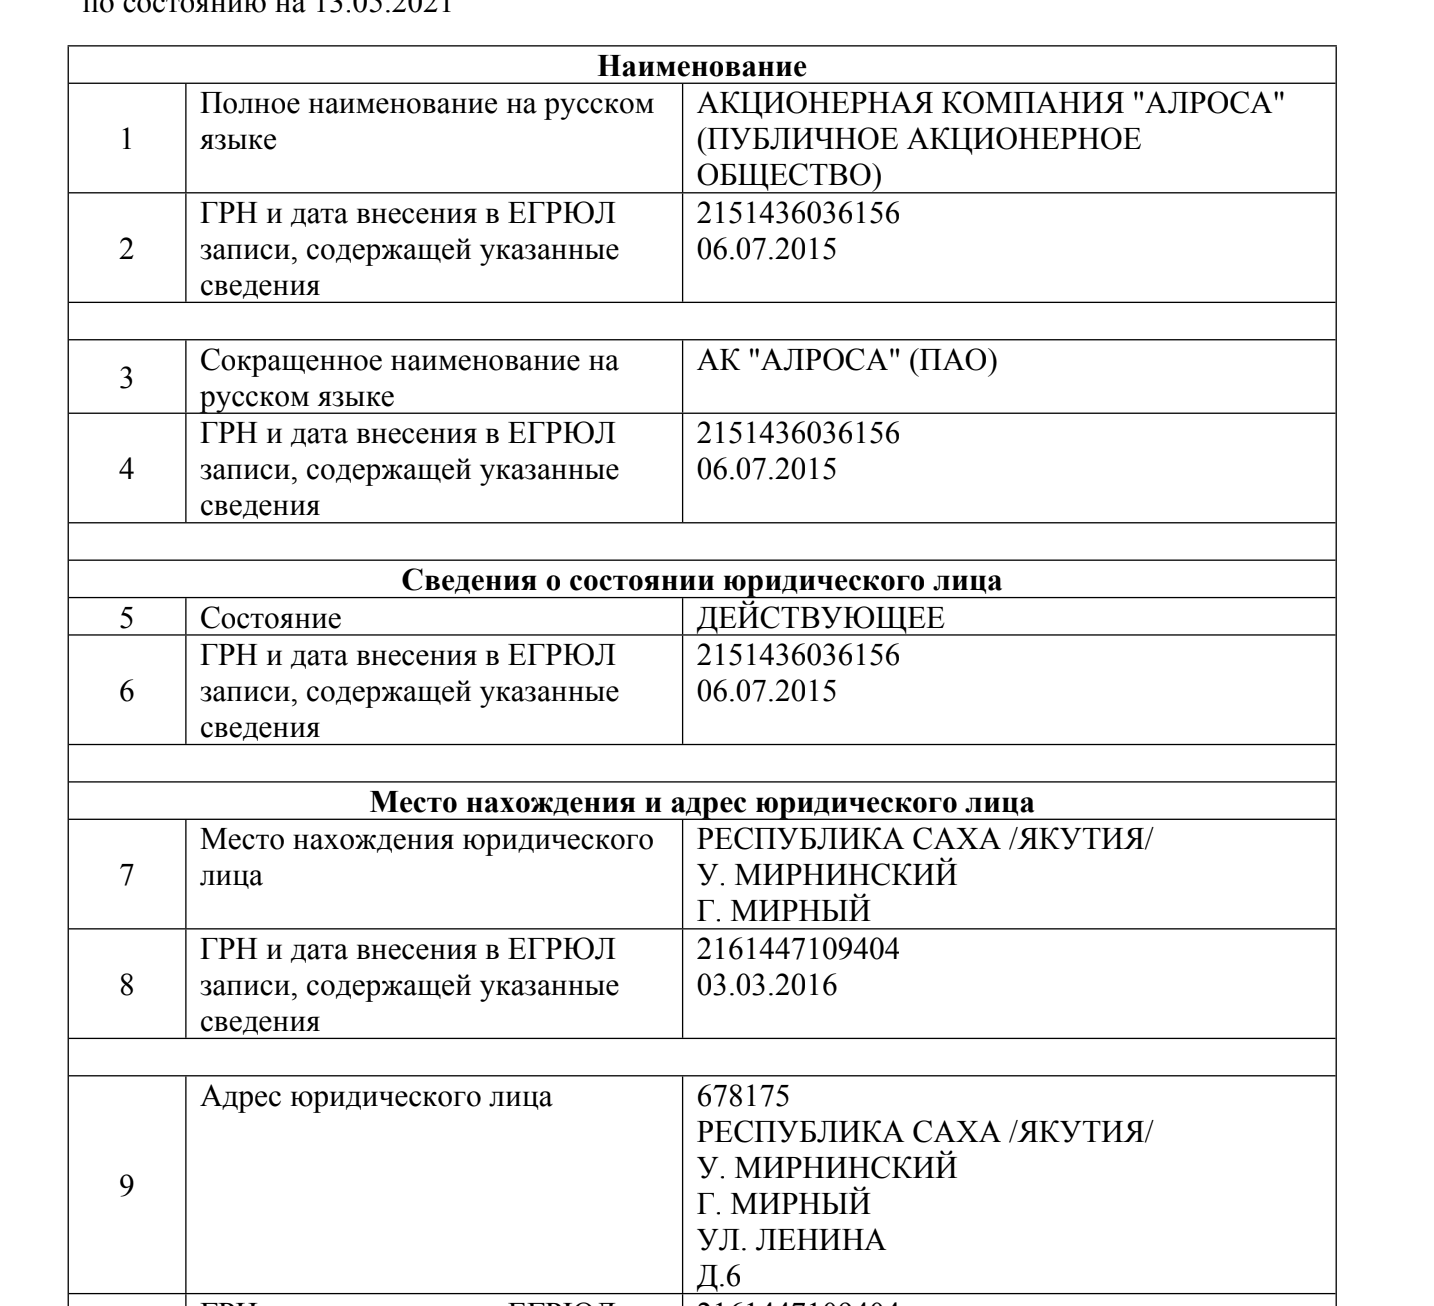 по состоянию на 13.05.2021
Наименование
1
Полное наименование на русском
языке
АКЦИОНЕРНАЯ КОМПАНИЯ "АЛРОСА"
(ПУБЛИЧНОЕ АКЦИОНЕРНОЕ
ОБЩЕСТВО)
2
ГРН и дата внесения в ЕГРЮЛ
записи, содержащей указанные
сведения
2151436036156
06.07.2015
3
Сокращенное наименование на
русском языке
АК "АЛРОСА" (ПАО)
4
ГРН и дата внесения в ЕГРЮЛ
записи, содержащей указанные
сведения
2151436036156
06.07.2015
Сведения о состоянии юридического лица
5
Состояние
ДЕЙСТВУЮЩЕЕ
6
ГРН и дата внесения в ЕГРЮЛ
записи, содержащей указанные
сведения
2151436036156
06.07.2015
Место нахождения и адрес юридического лица
7
Место нахождения юридического
лица
РЕСПУБЛИКА САХА /ЯКУТИЯ/
У. МИРНИНСКИЙ
Г. МИРНЫЙ
8
ГРН и дата внесения в ЕГРЮЛ
записи, содержащей указанные
сведения
2161447109404
03.03.2016
9
Адрес юридического лица
678175
РЕСПУБЛИКА САХА /ЯКУТИЯ/
У. МИРНИНСКИЙ
Г. МИРНЫЙ
УЛ. ЛЕНИНА
Д.6